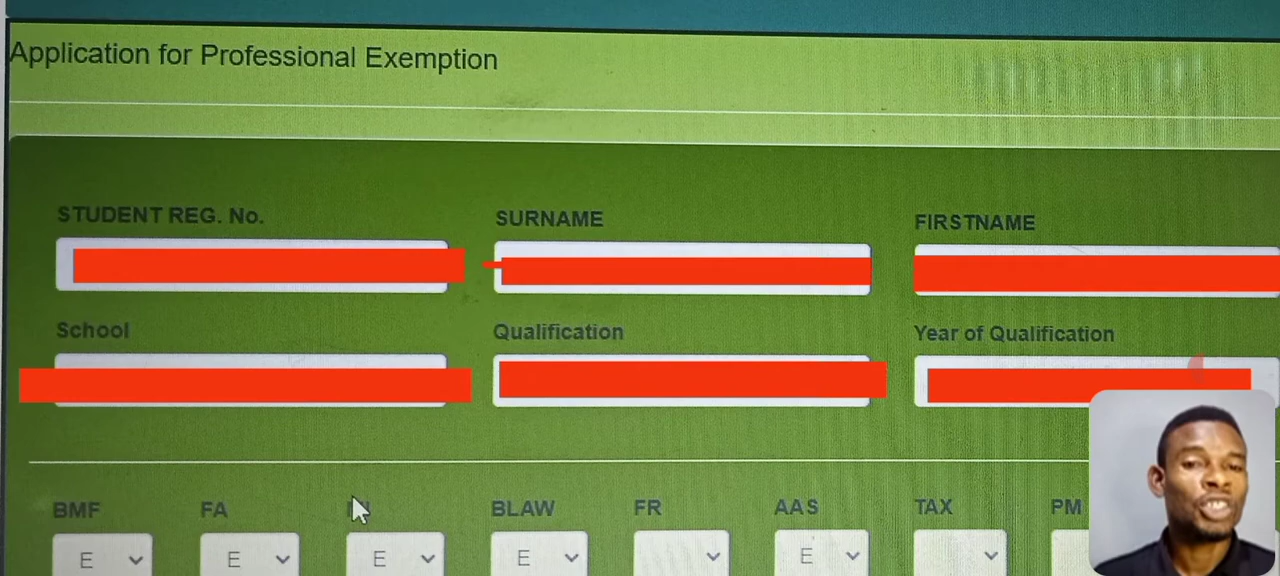 Application for Professional Exemption
STUDENT REG. No. SURNAME FIRSTNAME
School Qualification Year of Qualification
BMF FA BLAW FR AAS TAX PM
E E E E E